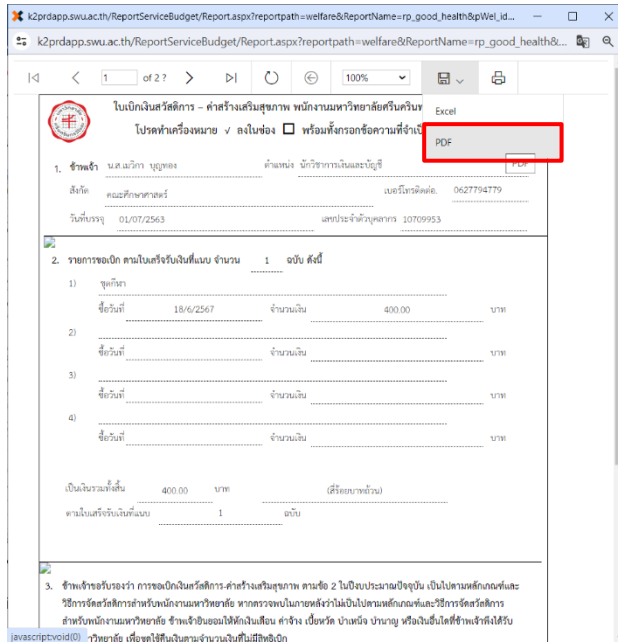 k2prdapp.swu.ac.th/ReportServiceBudget/Report.aspx?reportpath=welfare&ReportName=rp_good_health&pWel_id...
k2prdapp.swu.ac.th/ReportServiceBudget/Report.aspx?reportpath=welfare&ReportName=rp_good_health&...
1 of 2 ? 100%
Excel
PDF
PDF
ใบเบิกเงินสวัสดิการ – ค่าสร้างเสริมสุขภาพ พนักงานมหาวิทยาลัยศรีนครินท
โปรดทำเครื่องหมาย √ ลงในช่อง พร้อมทั้งกรอกข้อความที่จำเป็
1. ข้าพเจ้า น.ส.เมวิกา บุญทอง ตำแหน่ง นักวิชาการเงินและบัญชี
สังกัด คณะศึกษาศาสตร์ เบอร์โทรติดต่อ. 0627794779
วันที่บรรจุ 01/07/2563 เลขประจำตัวบุคลากร 10709953
2. รายการขอเบิก ตามใบเสร็จรับเงินที่แนบ จำนวน 1 ฉบับ ดังนี้
1) ชุดกีฬา
ซื้อวันที่ 18/6/2567 จำนวนเงิน 400.00 บาท
2)
ซื้อวันที่ จำนวนเงิน บาท
3)
ซื้อวันที่ จำนวนเงิน บาท
4)
ซื้อวันที่ จำนวนเงิน บาท
เป็นเงินรวมทั้งสิ้น 400.00 บาท (สี่ร้อยบาทถ้วน)
ตามใบเสร็จรับเงินที่แนบ 1 ฉบับ
3. ข้าพเจ้าขอรับรองว่า การขอเบิกเงินสวัสดิการ-ค่าสร้างเสริมสุขภาพ ตามข้อ 2 ในปีงบประมาณปัจจุบัน เป็นไปตามหลักเกณฑ์และ
วิธีการจัดสวัสดิการสำหรับพนักงานมหาวิทยาลัย หากตรวจพบในภายหลังว่าไม่เป็นไปตามหลักเกณฑ์และวิธีการจัดสวัสดิการ
สำหรับพนักงานมหาวิทยาลัย ข้าพเจ้ายินยอมให้หักเงินเดือน ค่าจ้าง เบี้ยหวัด บำเหน็จ บำนาญ หรือเงินอื่นใดที่ข้าพเจ้าพึงได้รับ
าวิทยาลัย เพื่อชดใช้คืนเงินตามจำนวนเงินที่ไม่มีสิทธิเบิก
javascript:void(0)